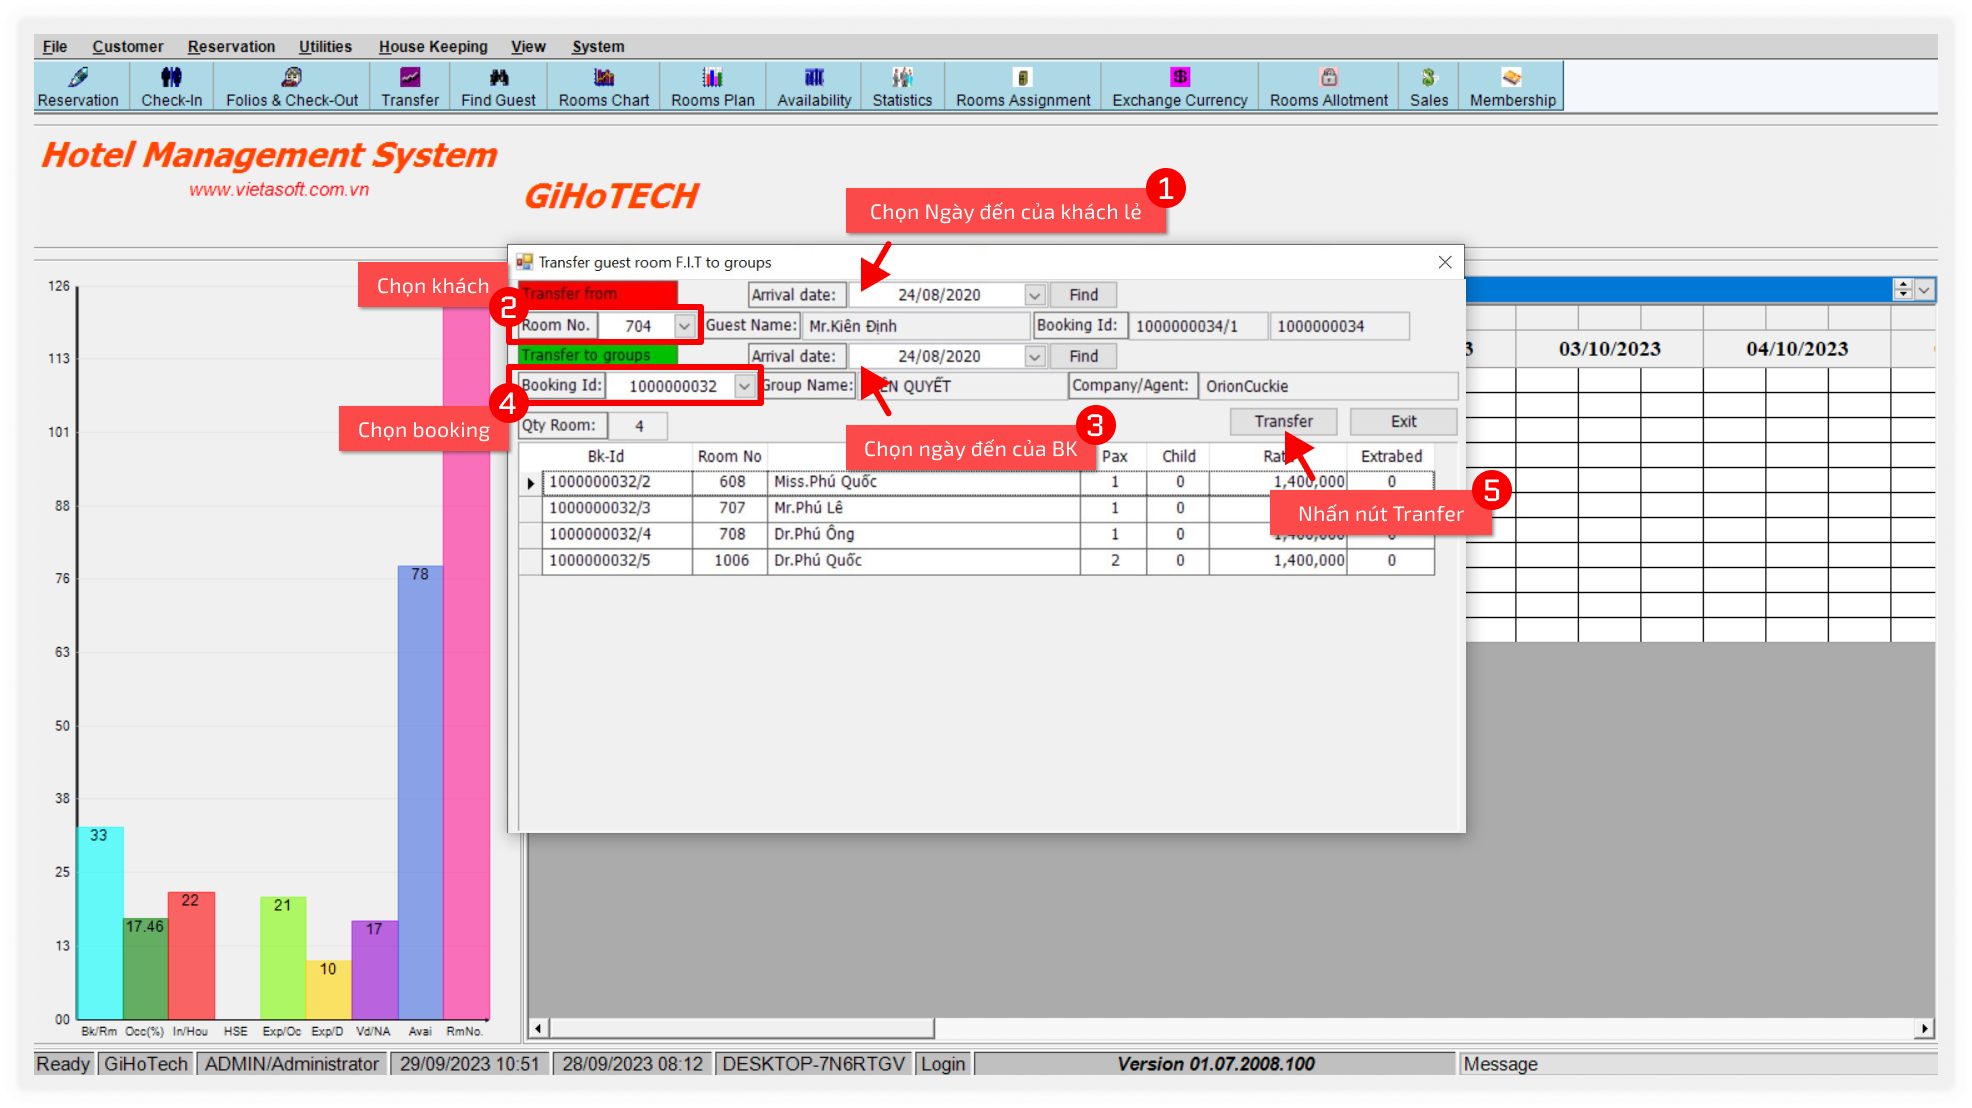 File Customer Reservation Utilities House Keeping View System
Reservation Check-In Folios & Check-Out Transfer Find Guest Rooms Chart Rooms Plan Availability Statistics Rooms Assignment Exchange Currency Rooms Allotment Sales Membership
Hotel Management System
www.vietasoft.com.vn
GiHoTECH
1
Chọn Ngày đến của khách lẻ
Transfer guest room F.I.T to groups
Chọn khách
2
Transfer from Arrival date: 24/08/2020 Find
Room No. 704 Guest Name: Mr.Kiên Định Booking Id: 1000000034/1 1000000034
Transfer to groups Arrival date: 24/08/2020 Find
Booking Id: 1000000032 Group Name: QUYẾT Company/Agent: OrionCuckie
4
Chọn booking
Qty Room: 4 Transfer Exit
3
Chọn ngày đến của BK
Bk-Id Room No Pax Child Extrabed
1000000032/2 608 Miss.Phú Quốc 1 0 1,400,000 0
1000000032/3 707 Mr.Phú Lê 1 0
1000000032/4 708 Dr.Phú Ông 1 0 1,400,000 0
1000000032/5 1006 Dr.Phú Quốc 2 0 1,400,000 0
5
Nhấn nút Tranfer
03/10/2023 04/10/2023
126
113
101
88
76
63
50
38
25
13
00
33
17.46
22
21
10
17
78
Bk/Rm Occ(%) In/Hou HSE Exp/Oc Exp/D Vd/NA Avai RmNo.
Ready GiHoTech ADMIN/Administrator 29/09/2023 10:51 28/09/2023 08:12 DESKTOP-7N6RTGV Login Version 01.07.2008.100 Message